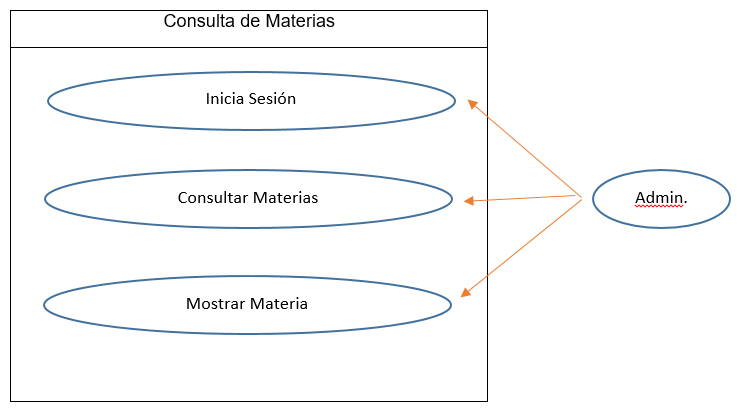 Consulta de Materias
Inicia Sesión
Consultar Materias
Admin.
Mostrar Materia